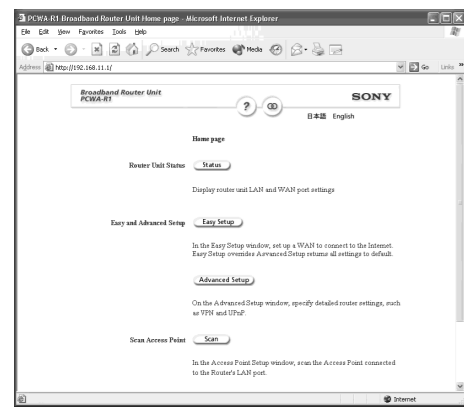 PCWA-R1 Broadband Router Unit Home page - Microsoft Internet Explorer
File Edit View Favorites Tools Help
Back Search Favorites Media
Address http://192.168.11.1/ Go Links »
Broadband Router Unit
PCWA-R1
? SONY
日本語 English
Home page
Router Unit Status Status
Display router unit LAN and WAN port settings
Easy and Advanced Setup Easy Setup
In the Easy Setup window, set up a WAN to connect to the Internet.
Easy Setup overrides Asvanced Setup returns all settings to default.
Advanced Setup
On the Advanced Setup window, specify detailed router settings, such
as VPN and UPnP.
Scan Access Point Scan
In the Access Point Setup window, scan the Access Point connected
to the Router's LAN port.
Internet